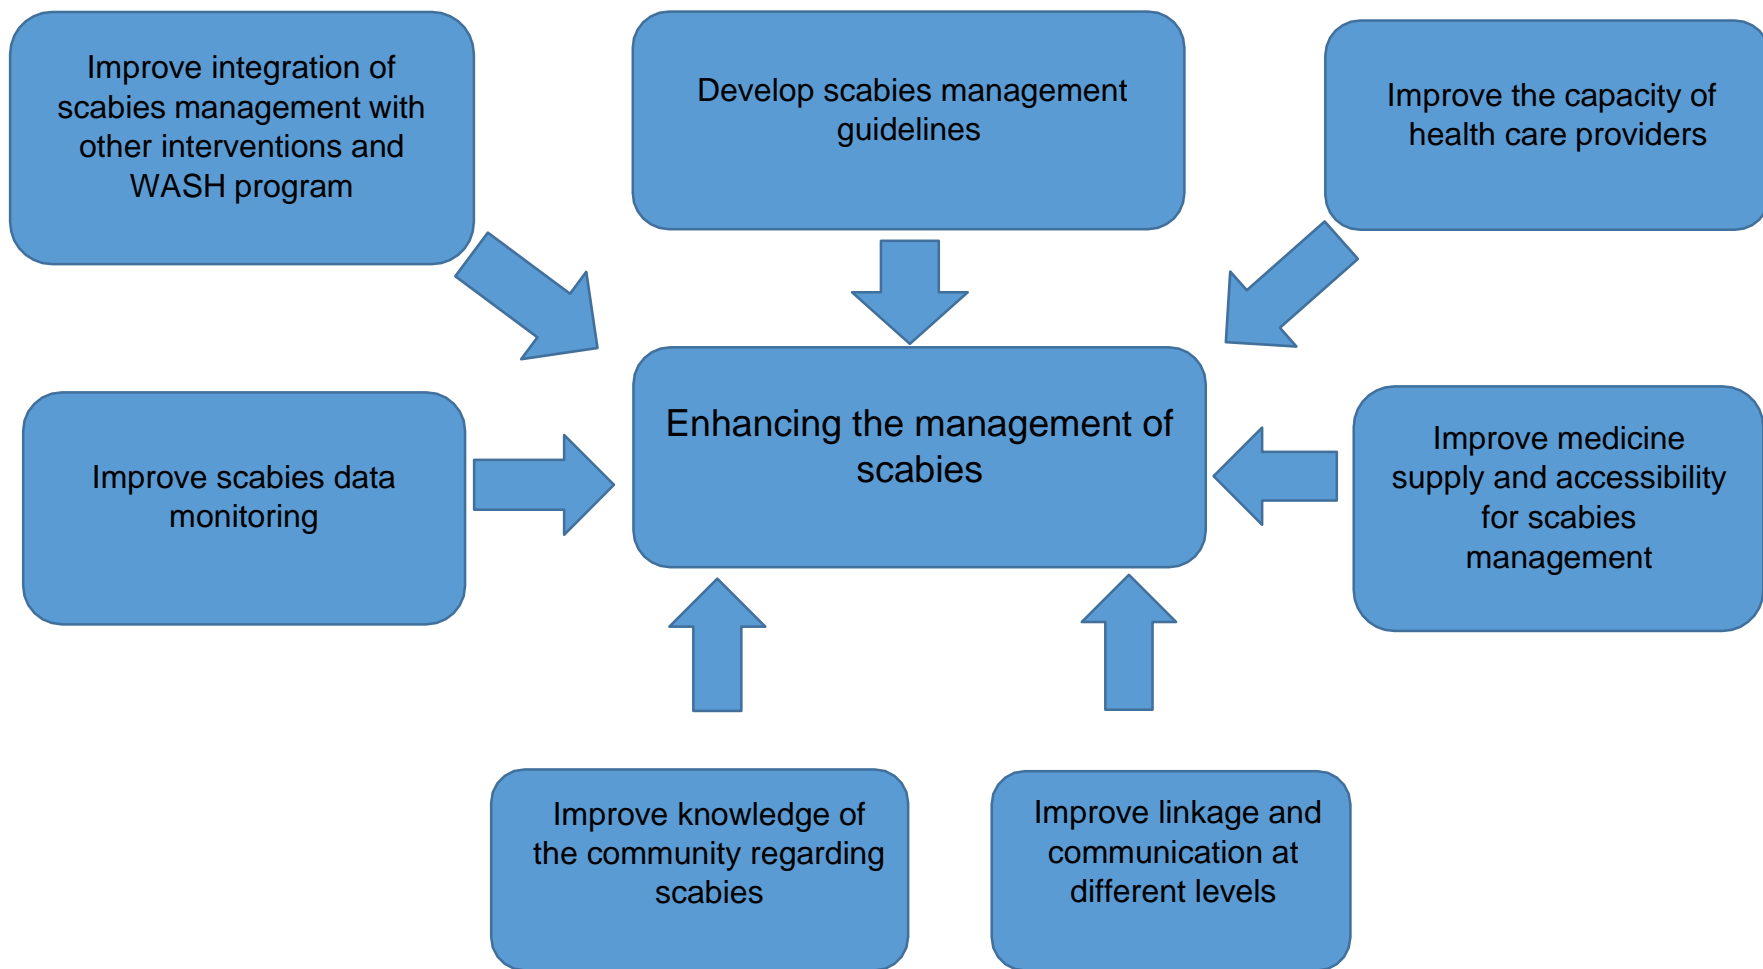 Improve integration of
scabies management with
other interventions and
WASH program
Develop scabies management
guidelines
Improve the capacity of
health care providers
Improve scabies data
monitoring
Enhancing the management of
scabies
Improve medicine
supply and accessibility
for scabies
management
Improve knowledge of
the community regarding
scabies
Improve linkage and
communication at
different levels